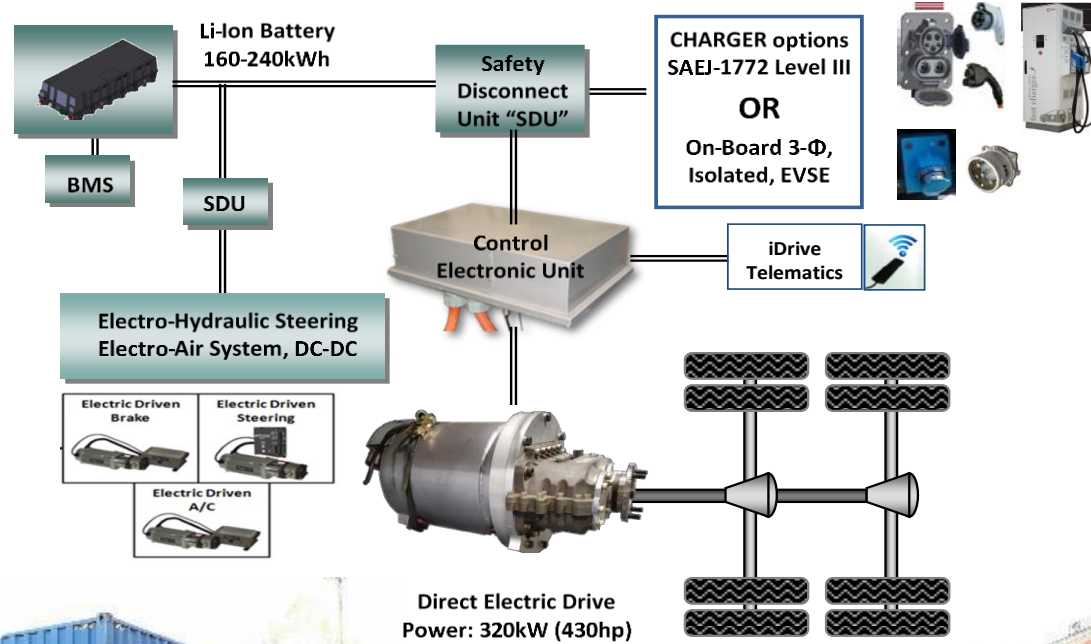 Li-Ion Battery
160-240kWh
BMS
SDU
Safety
Disconnect
Unit “SDU”
CHARGER options
SAEJ-1772 Level III
OR
On-Board 3-Φ,
Isolated, EVSE
fast charger
Control
Electronic Unit
iDrive
Telematics
Electro-Hydraulic Steering
Electro-Air System, DC-DC
Electric Driven
Brake
Electric Driven
Steering
Electric Driven
A/C
Direct Electric Drive
Power: 320kW (430hp)